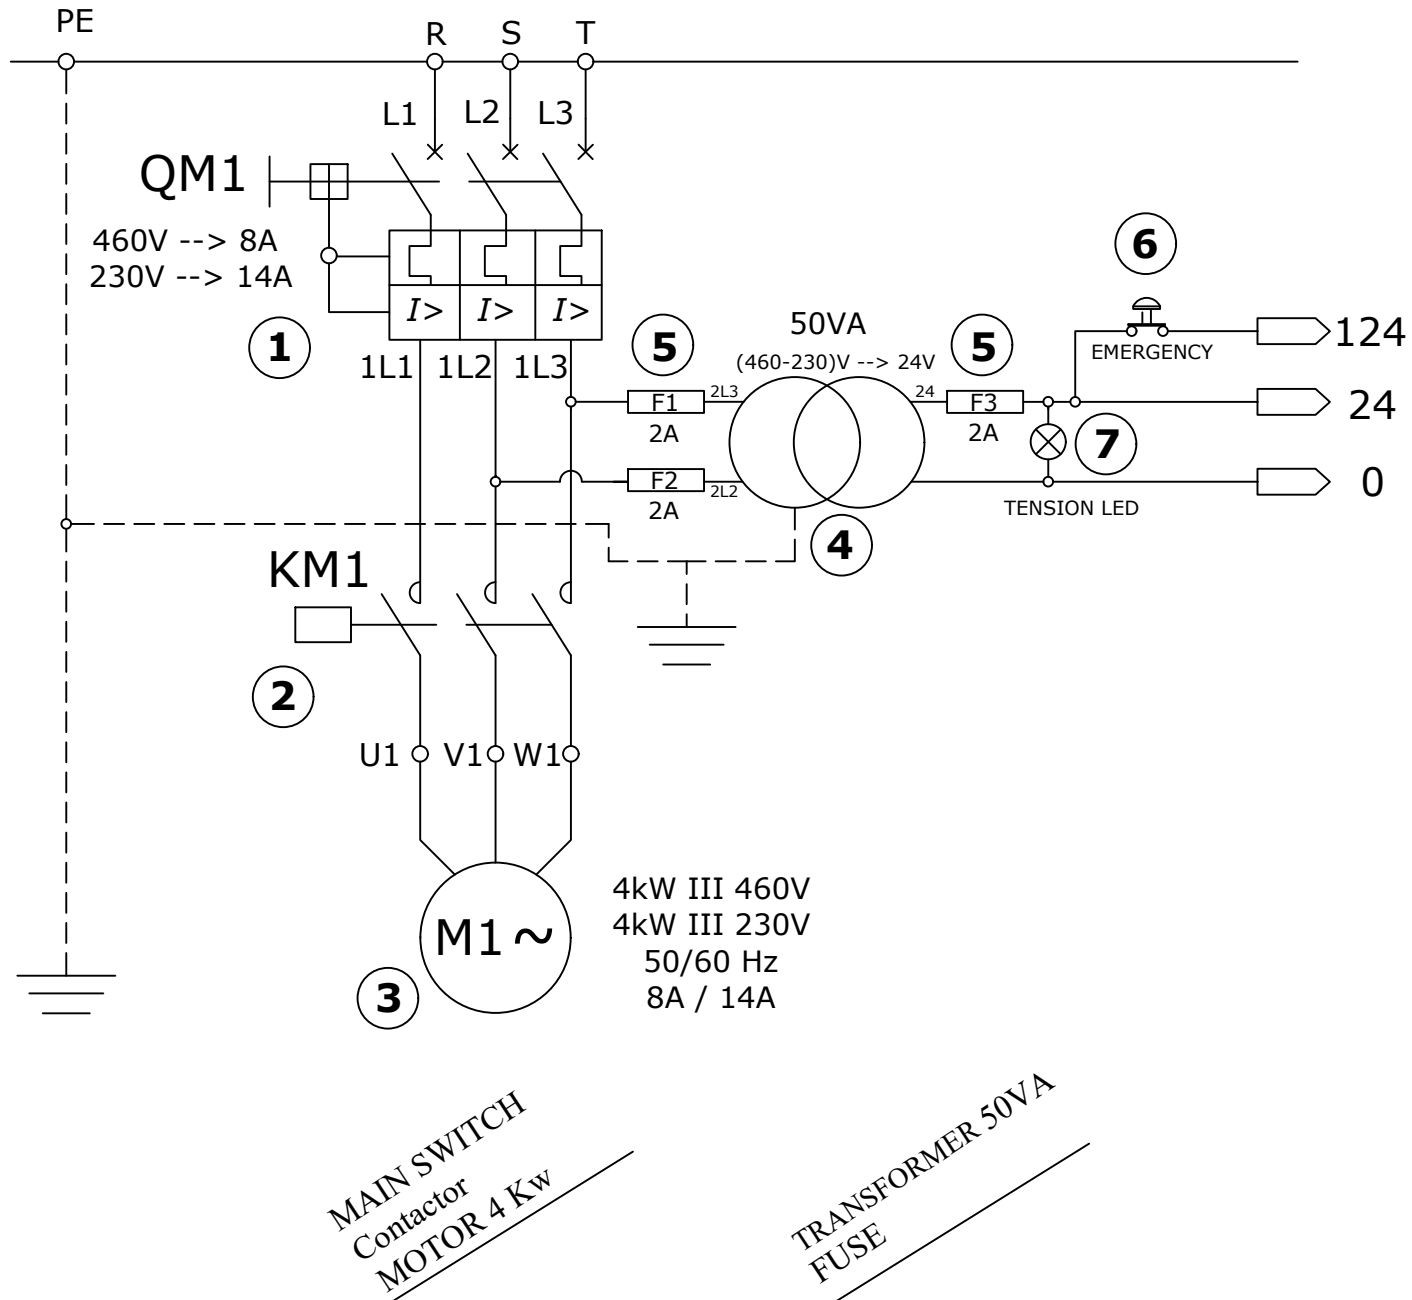 PE
R S T
L1 L2 L3
QM1
460V --> 8A
230V --> 14A
I> I> I>
1
1L1 1L2 1L3
5
F1
2A
2L3
F2
2A
2L2
50VA
(460-230)V --> 24V
4
5
24
F3
2A
6
EMERGENCY
7
TENSION LED
124
24
0
KM1
2
U1 V1 W1
M1 ~
3
4kW III 460V
4kW III 230V
50/60 Hz
8A / 14A
MAIN SWITCH
Contactor
MOTOR 4 Kw
TRANSFORMER 50VA
FUSE